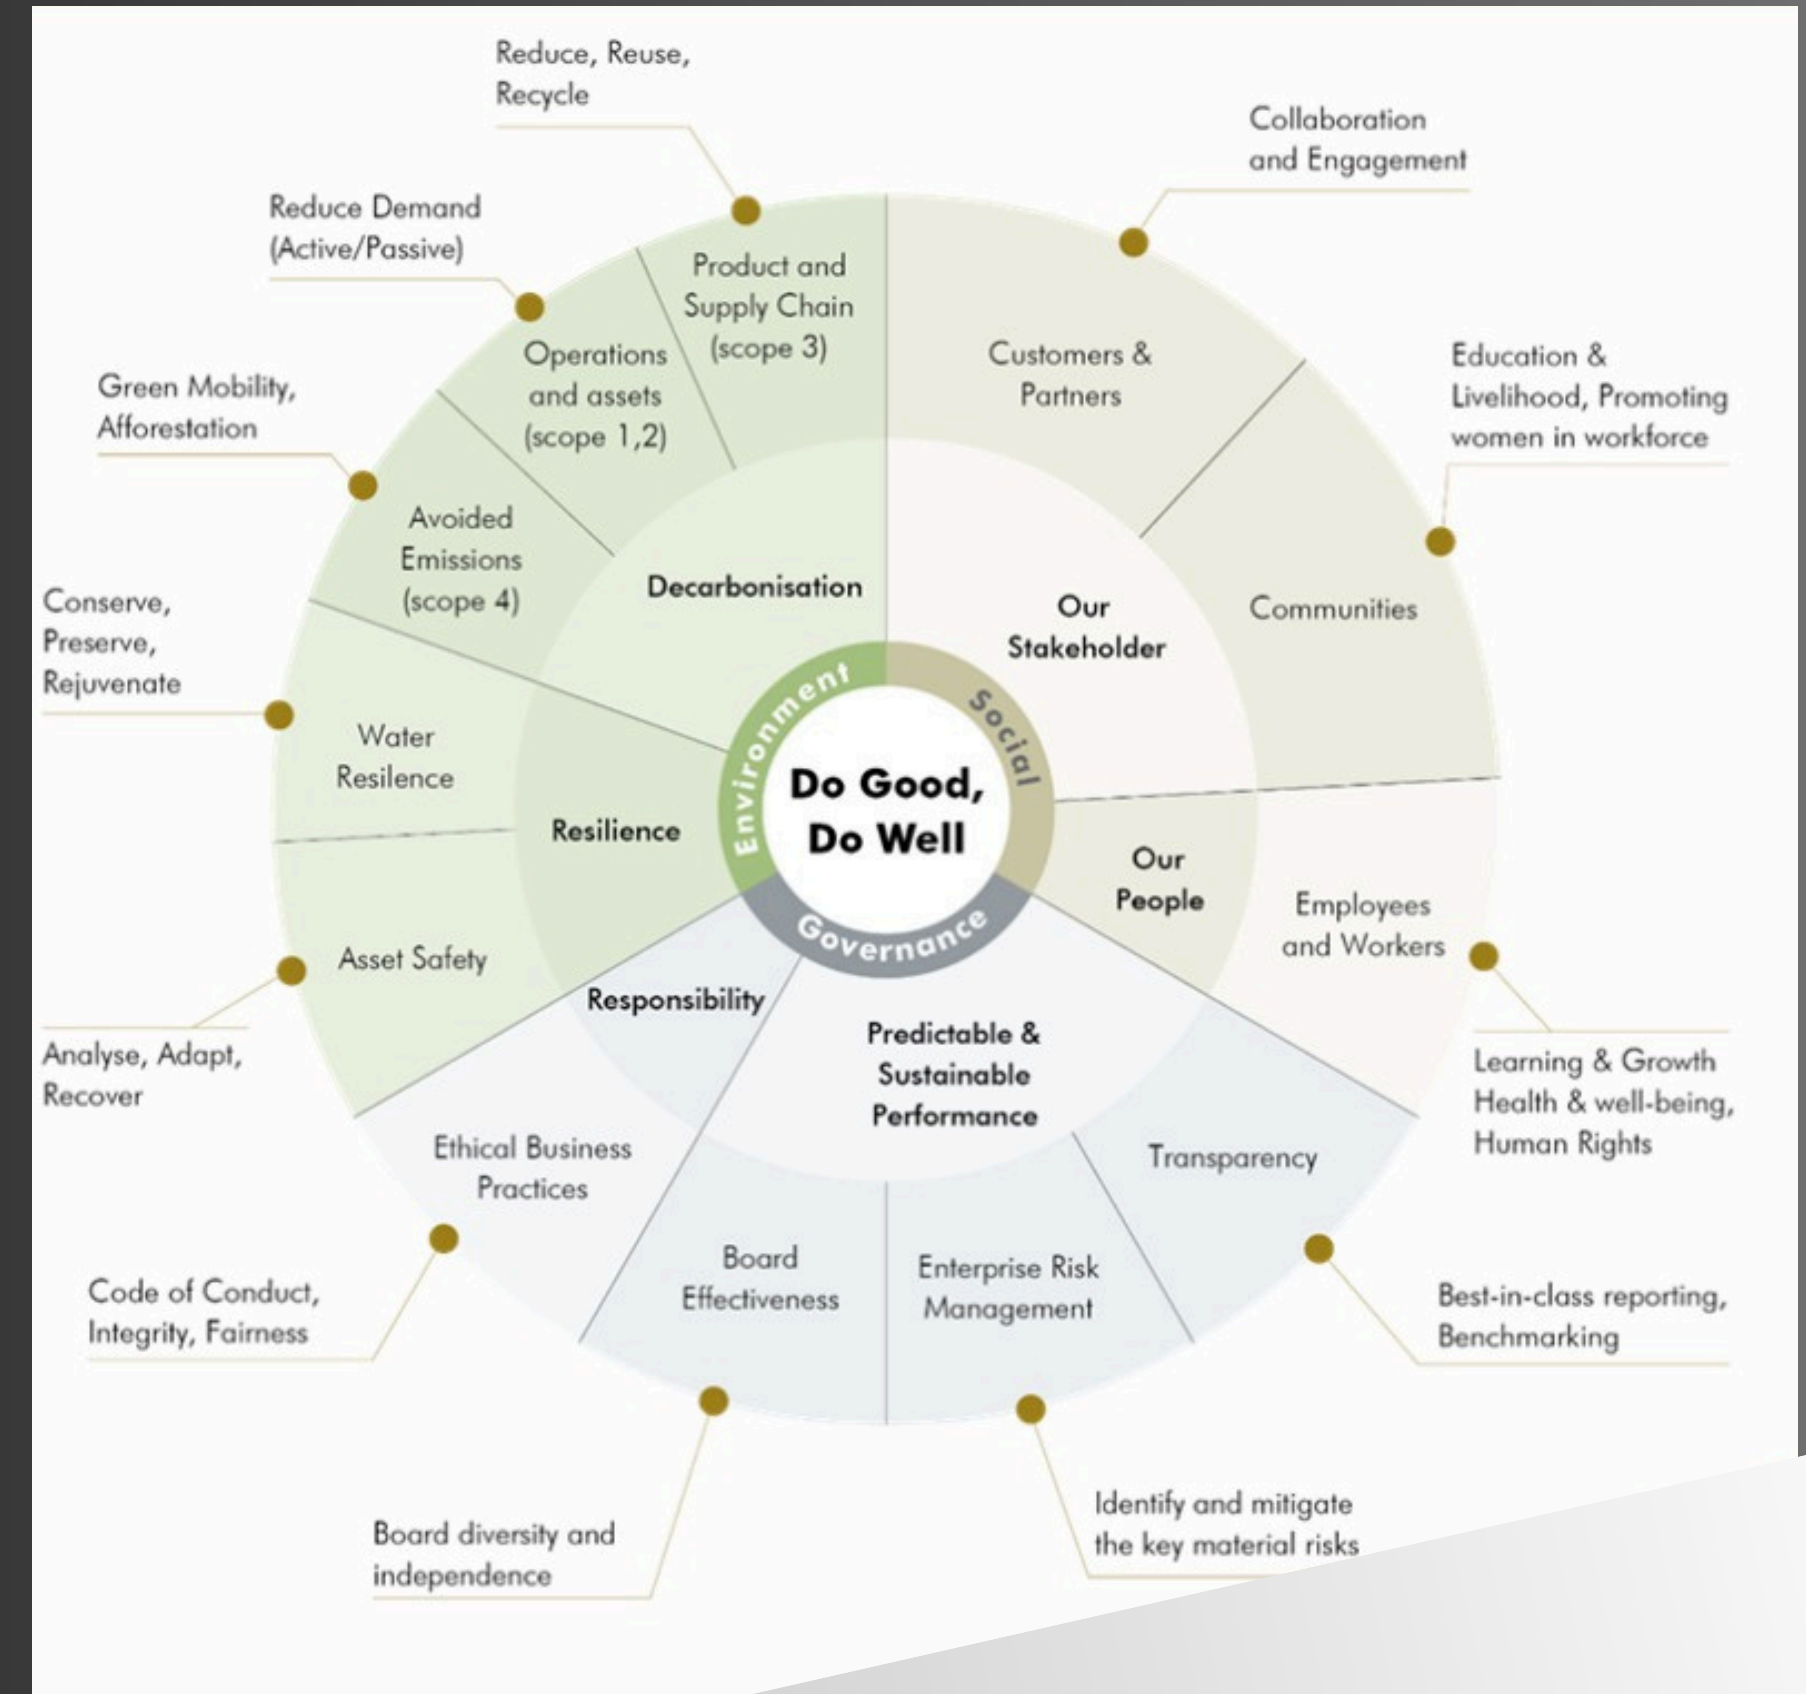 Reduce, Reuse,
Recycle
Collaboration
and Engagement
Reduce Demand
(Active/Passive)
Product and
Supply Chain
(scope 3)
Operations
and assets
(scope 1,2)
Customers &
Partners
Education &
Livelihood, Promoting
women in workforce
Green Mobility,
Afforestation
Avoided
Emissions
(scope 4)
Decarbonisation
Our
Stakeholder
Communities
Conserve,
Preserve,
Rejuvenate
Water
Resilence
Environment
Social
Governance
Do Good,
Do Well
Resilience
Our
People
Employees
and Workers
Asset Safety
Responsibility
Predictable &
Sustainable
Performance
Analyse, Adapt,
Recover
Learning & Growth
Health & well-being,
Human Rights
Ethical Business
Practices
Transparency
Board
Effectiveness
Enterprise Risk
Management
Code of Conduct,
Integrity, Fairness
Best-in-class reporting,
Benchmarking
Board diversity and
independence
Identify and mitigate
the key material risks